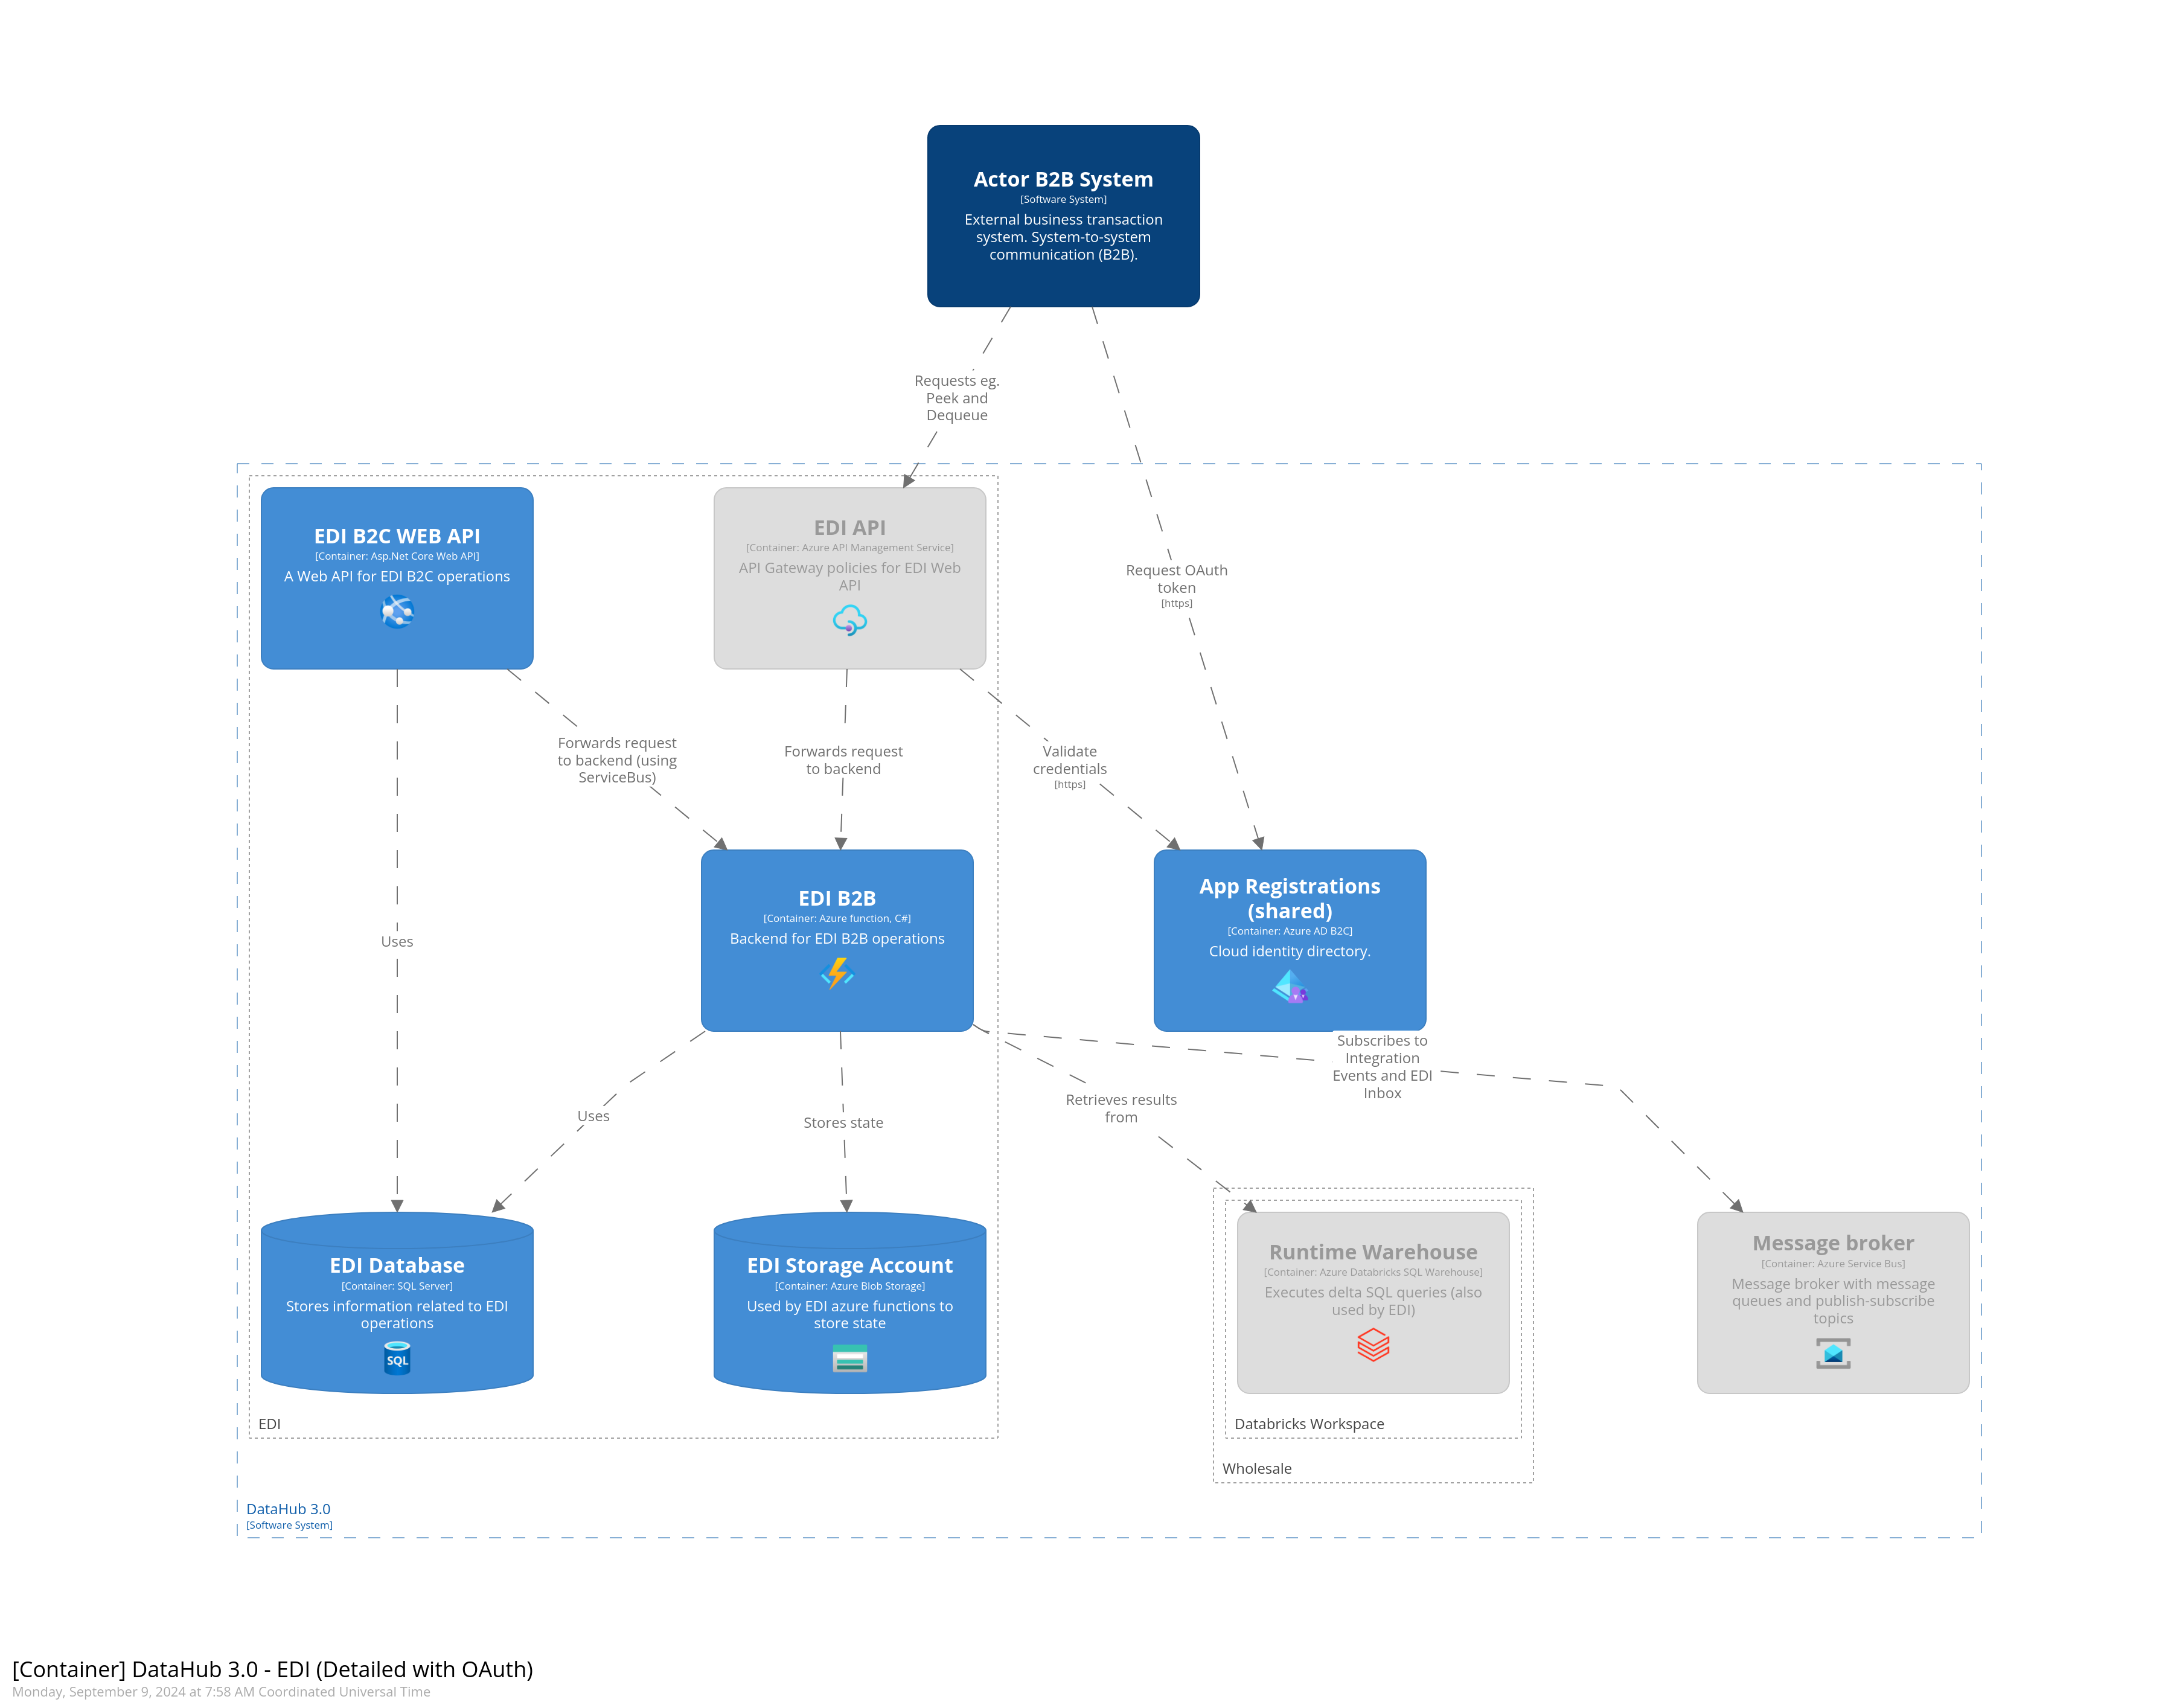 Actor B2B System
[Software System]
External business transaction
system. System-to-system
communication (B2B).
Requests eg.
Peek and
Dequeue
Request OAuth
token
[https]
EDI B2C WEB API
[Container: Asp.Net Core Web API]
A Web API for EDI B2C operations
EDI API
[Container: Azure API Management Service]
API Gateway policies for EDI Web
API
Forwards request
to backend (using
ServiceBus)
Forwards request
to backend
Validate
credentials
[https]
EDI B2B
[Container: Azure function, C#]
Backend for EDI B2B operations
App Registrations
(shared)
[Container: Azure AD B2C]
Cloud identity directory.
Uses
Uses
Stores state
Retrieves results
from
Subscribes to
Integration
Events and EDI
Inbox
EDI Database
[Container: SQL Server]
Stores information related to EDI
operations
SQL
EDI Storage Account
[Container: Azure Blob Storage]
Used by EDI azure functions to
store state
Runtime Warehouse
[Container: Azure Databricks SQL Warehouse]
Executes delta SQL queries (also
used by EDI)
Message broker
[Container: Azure Service Bus]
Message broker with message
queues and publish-subscribe
topics
EDI
Databricks Workspace
Wholesale
DataHub 3.0
[Software System]
[Container] DataHub 3.0 - EDI (Detailed with OAuth)
Monday, September 9, 2024 at 7:58 AM Coordinated Universal Time